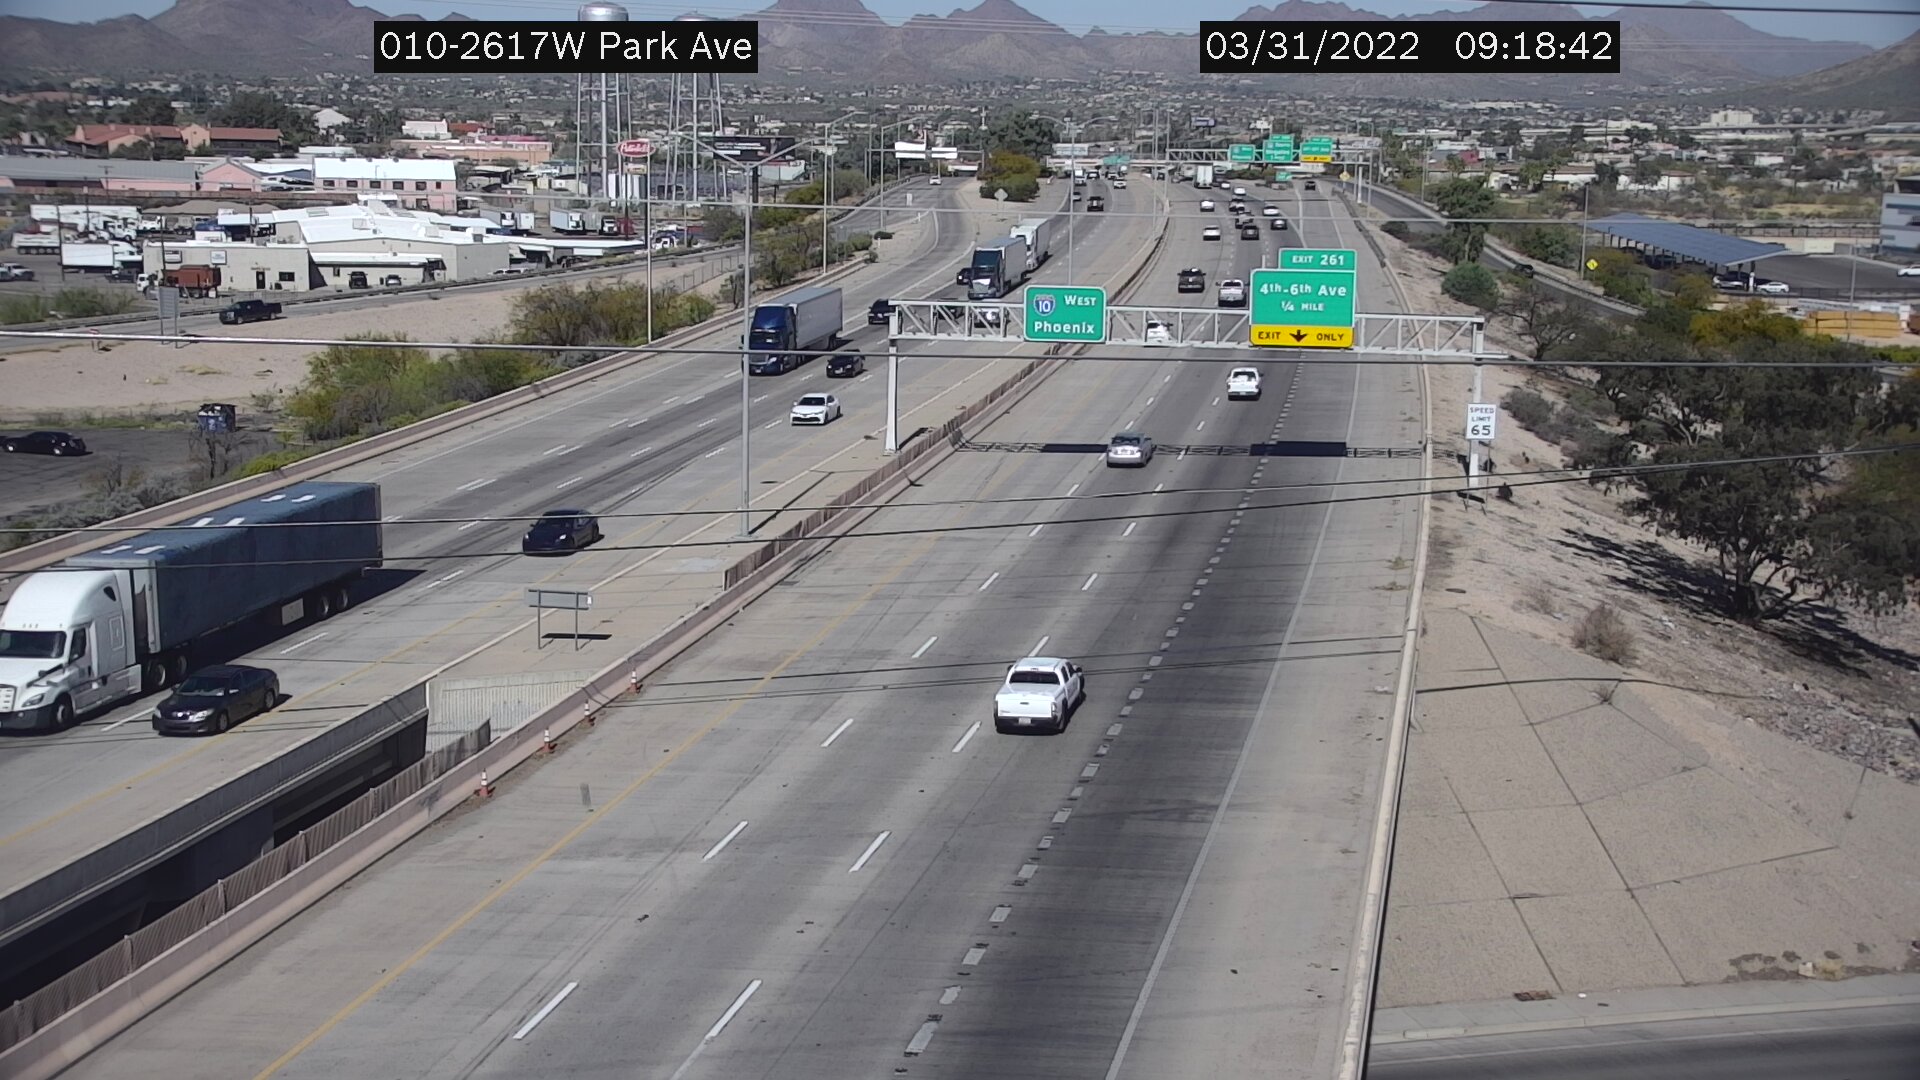 010-2617W Park Ave
03/31/2022 09:18:42
EXIT 261
WEST
10
Phoenix
4th-6th Ave
1/4 MILE
EXIT ONLY
SPEED
LIMIT
65